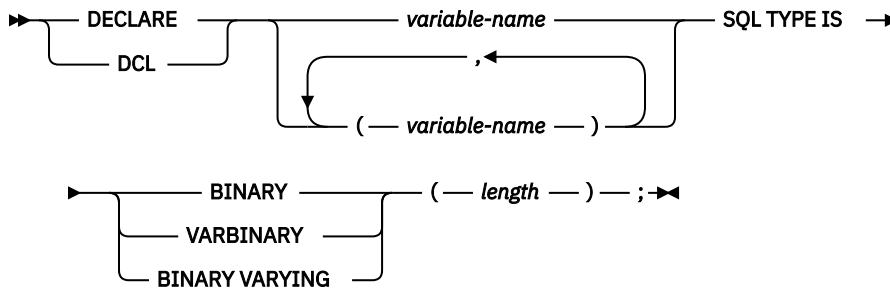 DECLARE variable-name SQL TYPE IS
DCL
,
( variable-name )
BINARY ( length ) ;
VARBINARY
BINARY VARYING